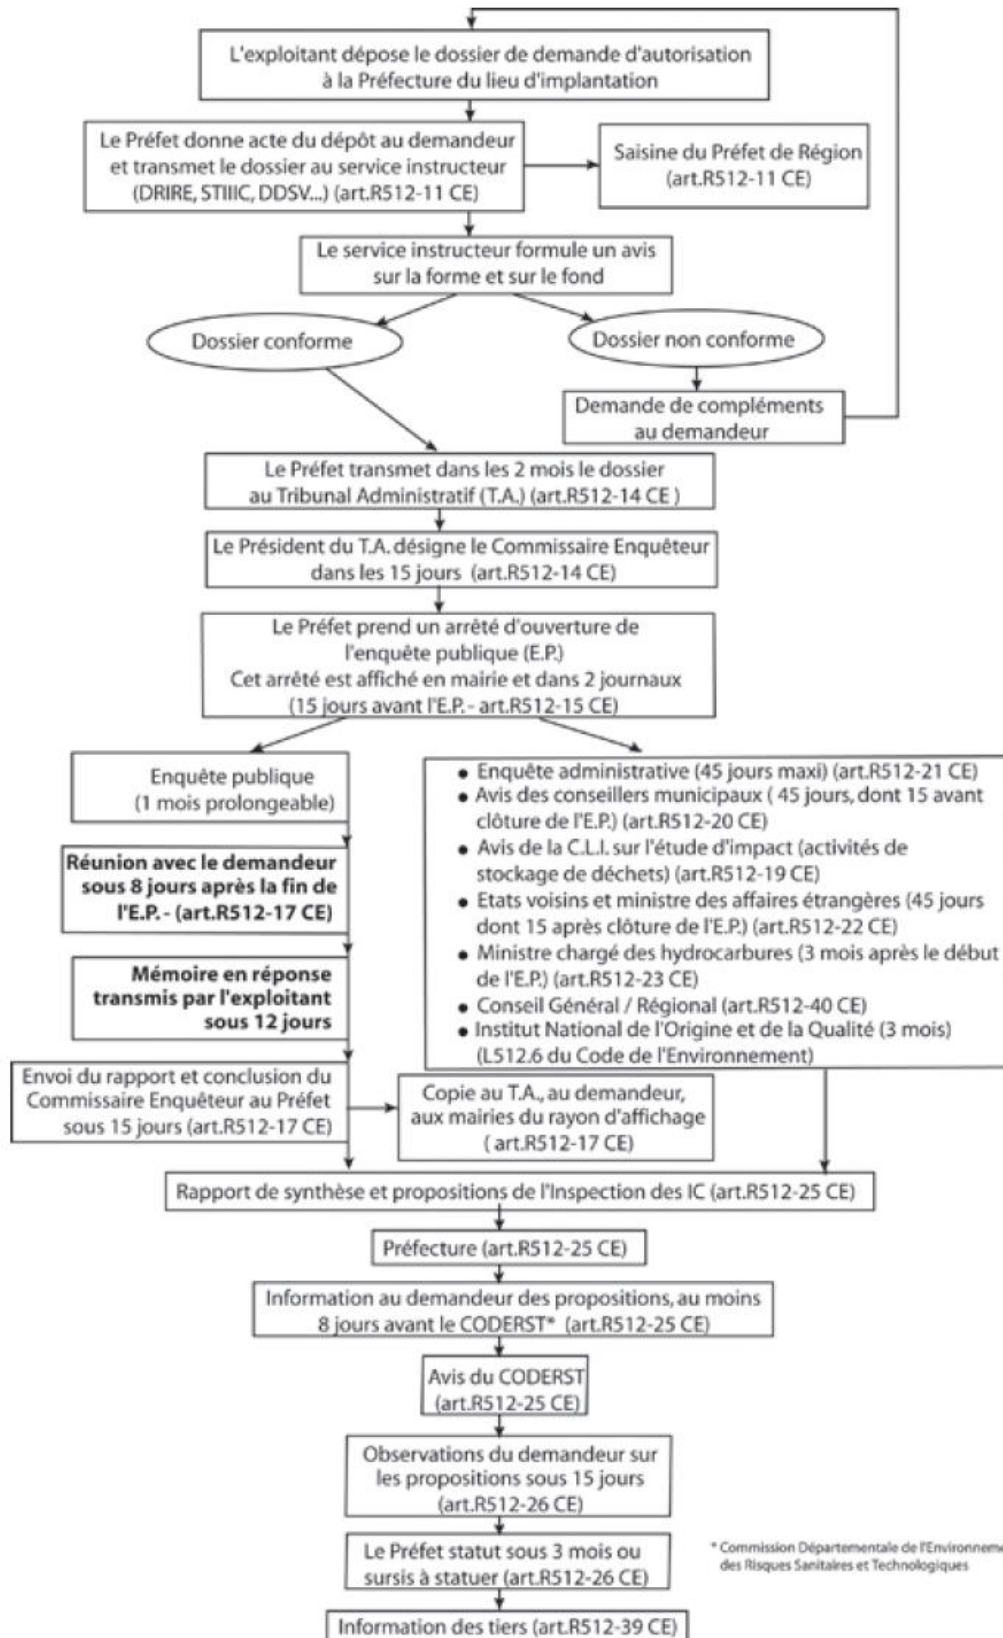 L'exploitant dépose le dossier de demande d'autorisation
à la Préfecture du lieu d'implantation
Le Préfet donne acte du dépôt au demandeur
et transmet le dossier au service instructeur
(DRIRE, STIIIC, DDSV...) (art.R512-11 CE)
Saisine du Préfet de Région
(art.R512-11 CE)
Le service instructeur formule un avis
sur la forme et sur le fond
Dossier conforme
Dossier non conforme
Demande de compléments
au demandeur
Le Préfet transmet dans les 2 mois le dossier
au Tribunal Administratif (T.A.) (art.R512-14 CE )
Le Président du T.A. désigne le Commissaire Enquêteur
dans les 15 jours (art.R512-14 CE)
Le Préfet prend un arrêté d'ouverture de
l'enquête publique (E.P.)
Cet arrêté est affiché en mairie et dans 2 journaux
(15 jours avant l'E.P. - art.R512-15 CE)
Enquête publique
(1 mois prolongeable)
Réunion avec le demandeur
sous 8 jours après la fin de
l'E.P. - (art.R512-17 CE)
Mémoire en réponse
transmis par l'exploitant
sous 12 jours
Envoi du rapport et conclusion du
Commissaire Enquêteur au Préfet
sous 15 jours (art.R512-17 CE)
• Enquête administrative (45 jours maxi) (art.R512-21 CE)
• Avis des conseillers municipaux ( 45 jours, dont 15 avant
clôture de l'E.P.) (art.R512-20 CE)
• Avis de la C.L.I. sur l'étude d'impact (activités de
stockage de déchets) (art.R512-19 CE)
• Etats voisins et ministre des affaires étrangères (45 jours
dont 15 après clôture de l'E.P.) (art.R512-22 CE)
• Ministre chargé des hydrocarbures (3 mois après le début
de l'E.P.) (art.R512-23 CE)
• Conseil Général / Régional (art.R512-40 CE)
• Institut National de l'Origine et de la Qualité (3 mois)
(L512.6 du Code de l'Environnement)
Copie au T.A., au demandeur,
aux mairies du rayon d'affichage
( art.R512-17 CE)
Rapport de synthèse et propositions de l'Inspection des IC (art.R512-25 CE)
Préfecture (art.R512-25 CE)
Information au demandeur des propositions, au moins
8 jours avant le CODERST* (art.R512-25 CE)
Avis du CODERST
(art.R512-25 CE)
Observations du demandeur sur
les propositions sous 15 jours
(art.R512-26 CE)
Le Préfet statut sous 3 mois ou
sursis à statuer (art.R512-26 CE)
Information des tiers (art.R512-39 CE)
* Commission Départementale de l'Environneme
des Risques Sanitaires et Technologiques